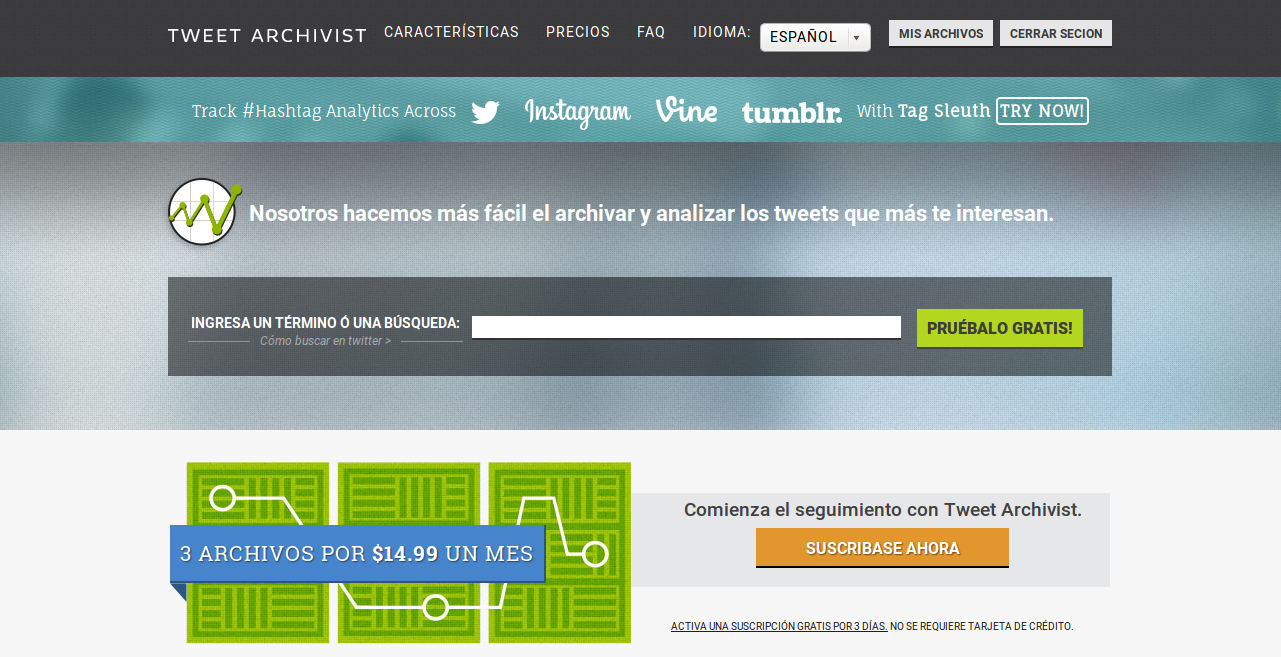 TWEET ARCHIVIST CARACTERÍSTICAS PRECIOS FAQ IDIOMA: ESPAÑOL MIS ARCHIVOS CERRAR SECION
Track #Hashtag Analytics Across Instagram Vine tumblr. With Tag Sleuth TRY NOW!
Nosotros hacemos más fácil el archivar y analizar los tweets que más te interesan.
INGRESA UN TÉRMINO Ó UNA BÚSQUEDA: PRUÉBALO GRATIS!
Cómo buscar en twitter >
Comienza el seguimiento con Tweet Archivist.
SUSCRIBASE AHORA
3 ARCHIVOS POR $14.99 UN MES
ACTIVA UNA SUSCRIPCIÓN GRATIS POR 3 DÍAS. NO SE REQUIERE TARJETA DE CRÉDITO.